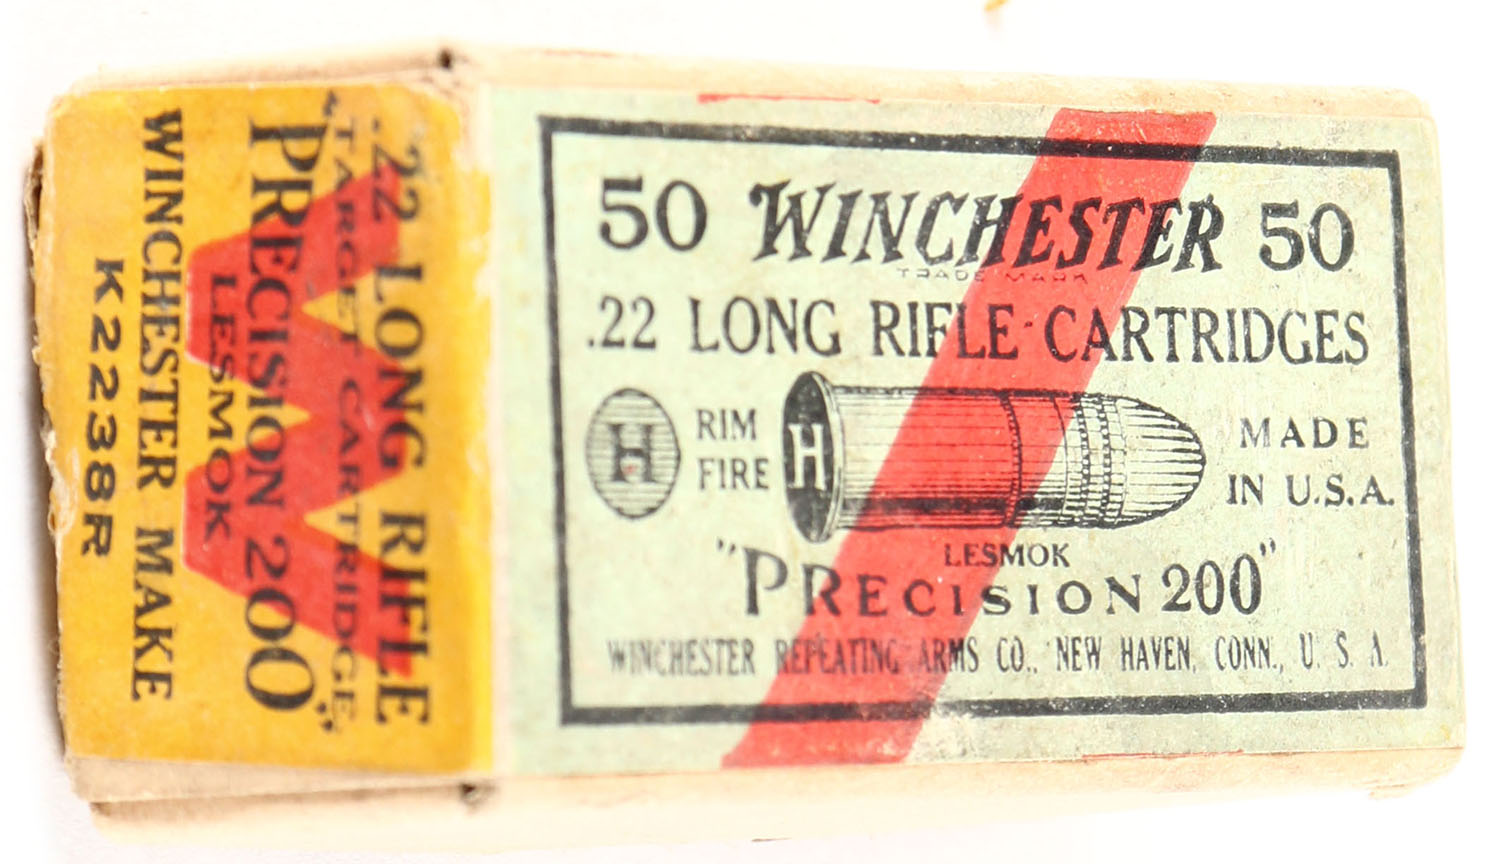 50 WINCHESTER 50
TRADE MARK
.22 LONG RIFLE CARTRIDGES
H
RIM
FIRE
H
MADE
IN U.S.A.
LESMOK
"PRECISION 200"
WINCHESTER REPEATING ARMS CO., NEW HAVEN, CONN., U. S. A.
.22 LONG RIFLE
TARGET CARTRIDGE
"PRECISION 200"
LESMOK
WINCHESTER MAKE
K2238R
W